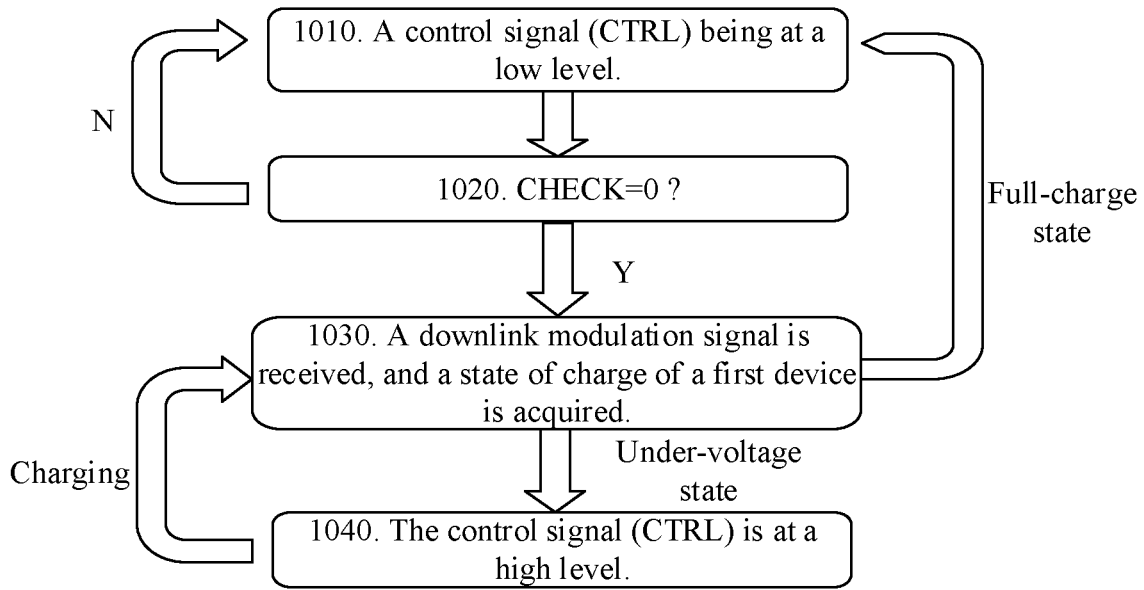 1010. A control signal (CTRL) being at a
low level.
N
1020. CHECK=0 ?
Full-charge
state
Y
1030. A downlink modulation signal is
received, and a state of charge of a first device
is acquired.
Charging
Under-voltage
state
1040. The control signal (CTRL) is at a
high level.